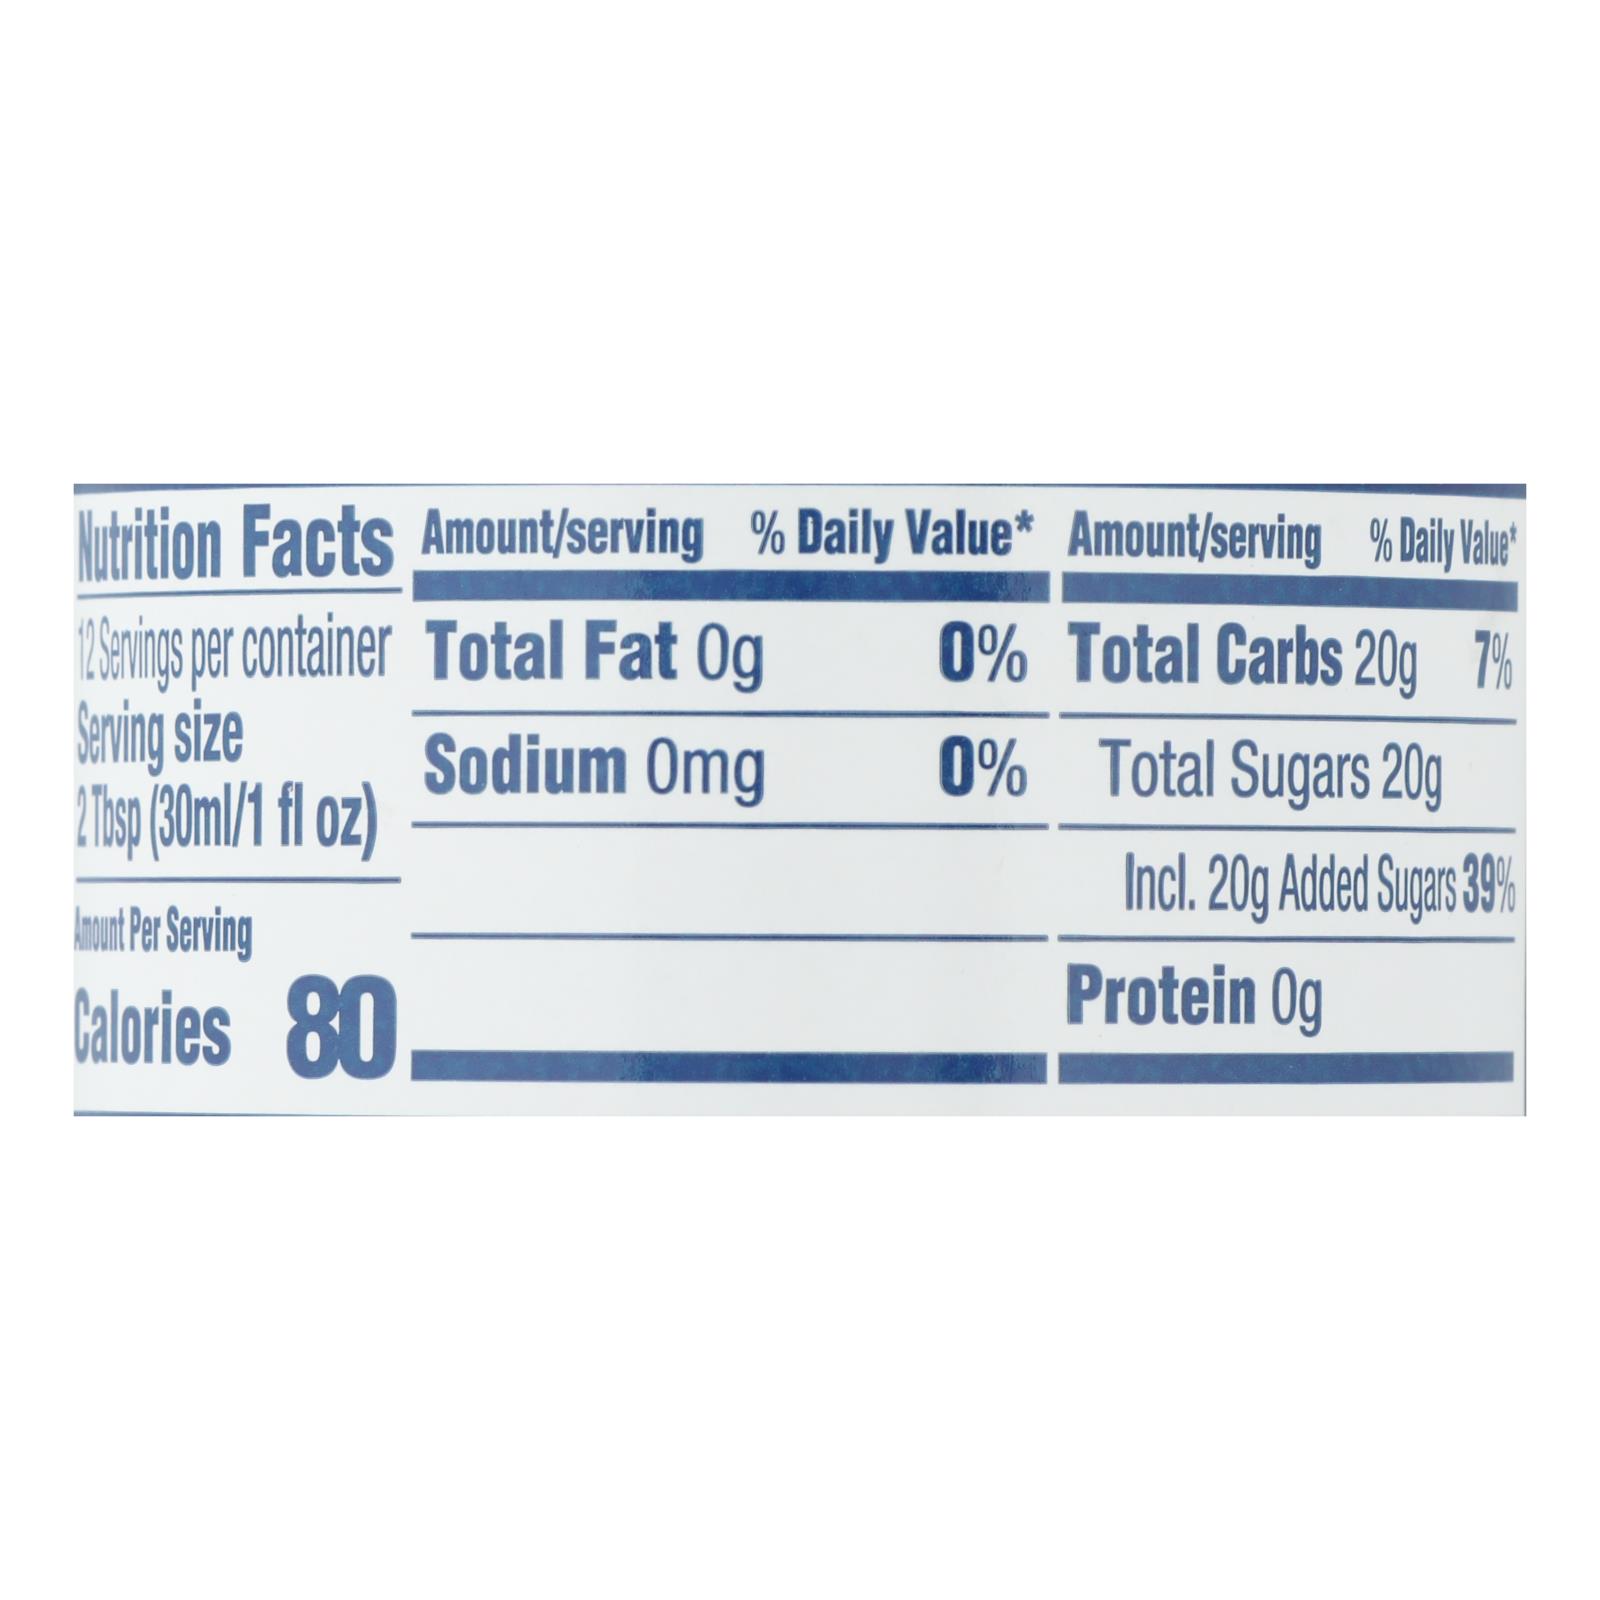 Nutrition Facts
12 Servings per container
Serving size
2 Tbsp (30ml/1 fl oz)
Amount Per Serving
Calories 80
Amount/serving % Daily Value*
Total Fat 0g 0%
Sodium 0mg 0%
Amount/serving % Daily Value*
Total Carbs 20g 7%
Total Sugars 20g
Incl. 20g Added Sugars 39%
Protein 0g